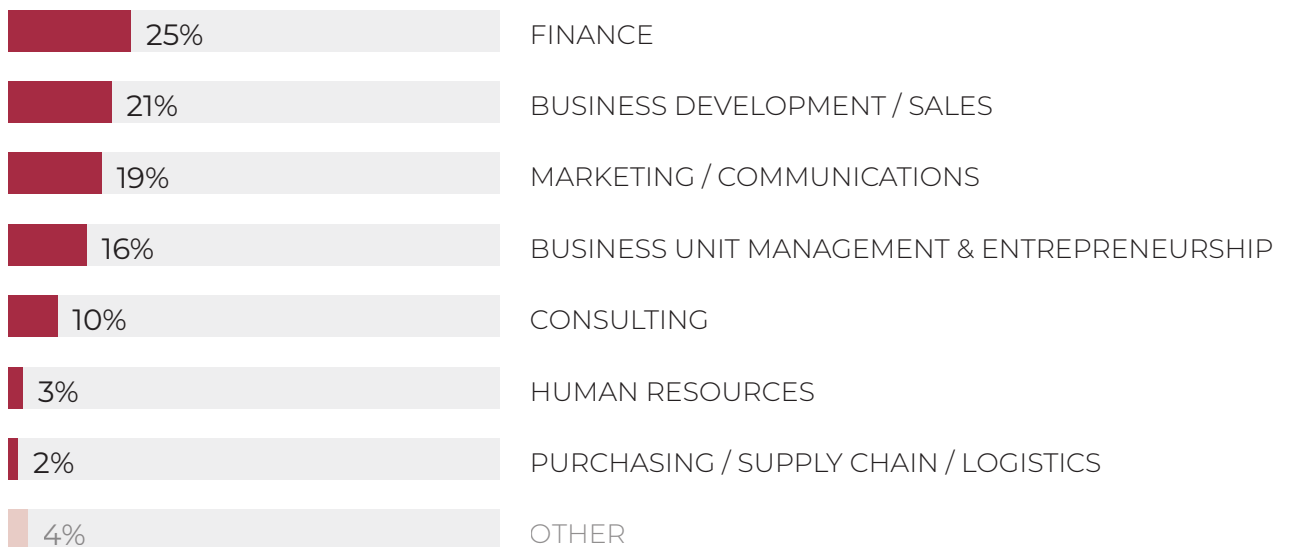 25% FINANCE
21% BUSINESS DEVELOPMENT / SALES
19% MARKETING / COMMUNICATIONS
16% BUSINESS UNIT MANAGEMENT & ENTREPRENEURSHIP
10% CONSULTING
3% HUMAN RESOURCES
2% PURCHASING / SUPPLY CHAIN / LOGISTICS
4% OTHER